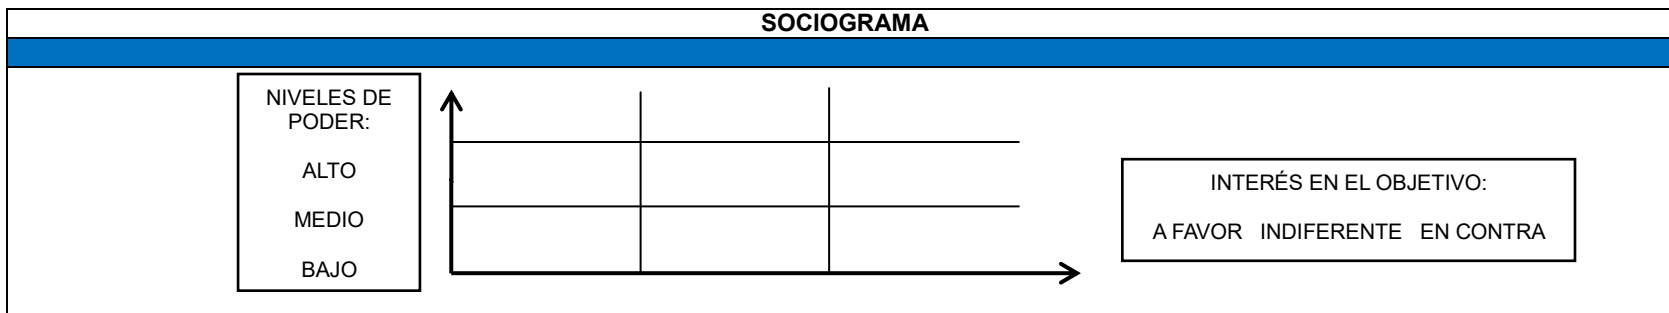 SOCIOGRAMA
NIVELES DE
PODER:
ALTO
MEDIO
BAJO
INTERÉS EN EL OBJETIVO:
A FAVOR INDIFERENTE EN CONTRA